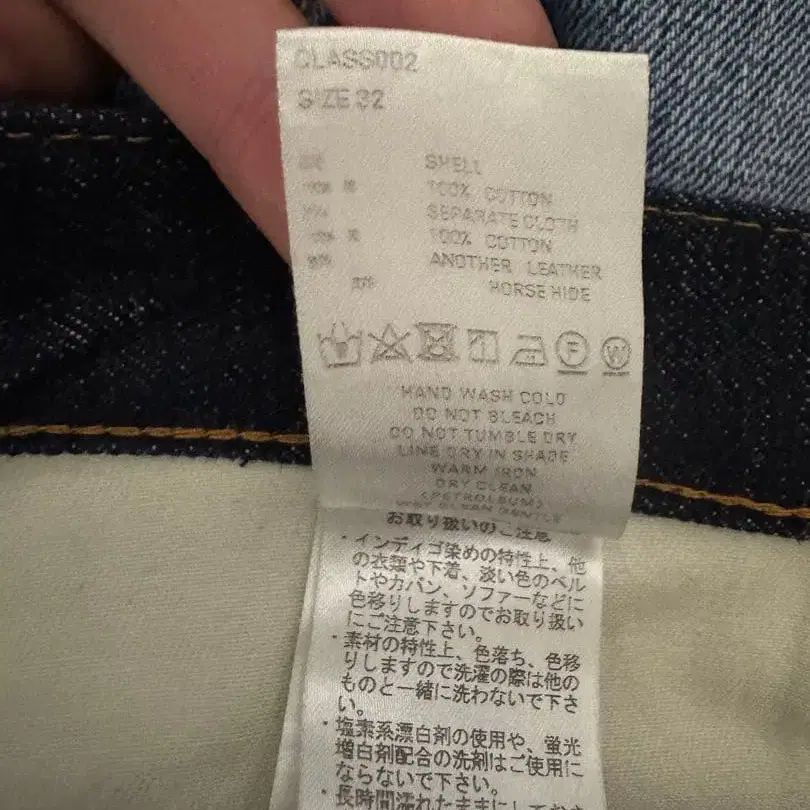 CLASS002
SIZE 32
SHELL
100% COTTON
SEPARATE CLOTH
100% COTTON
ANOTHER LEATHER
HORSE HIDE
F
W
HAND WASH COLD
DO NOT BLEACH
DO NOT TUMBLE DRY
LINE DRY IN SHADE
WARM IRON
DRY CLEAN
(PETROLEUM)
WET CLEAN GENTLE
お取り扱いのご注意
・インディゴ染めの特性上、他
の衣類や下着、淡い色のベル
トやカバン、ソファーなどに
色移りしますのでお取り扱い
にご注意下さい。
・素材の特性上、色落ち、色移
りしますので洗濯の際は他の
ものと一緒に洗わないで下さ
い。
・塩素系漂白剤の使用や、蛍光
増白剤配合の洗剤はご使用に
ならないで下さい。
・長時間濡れたままにしておき